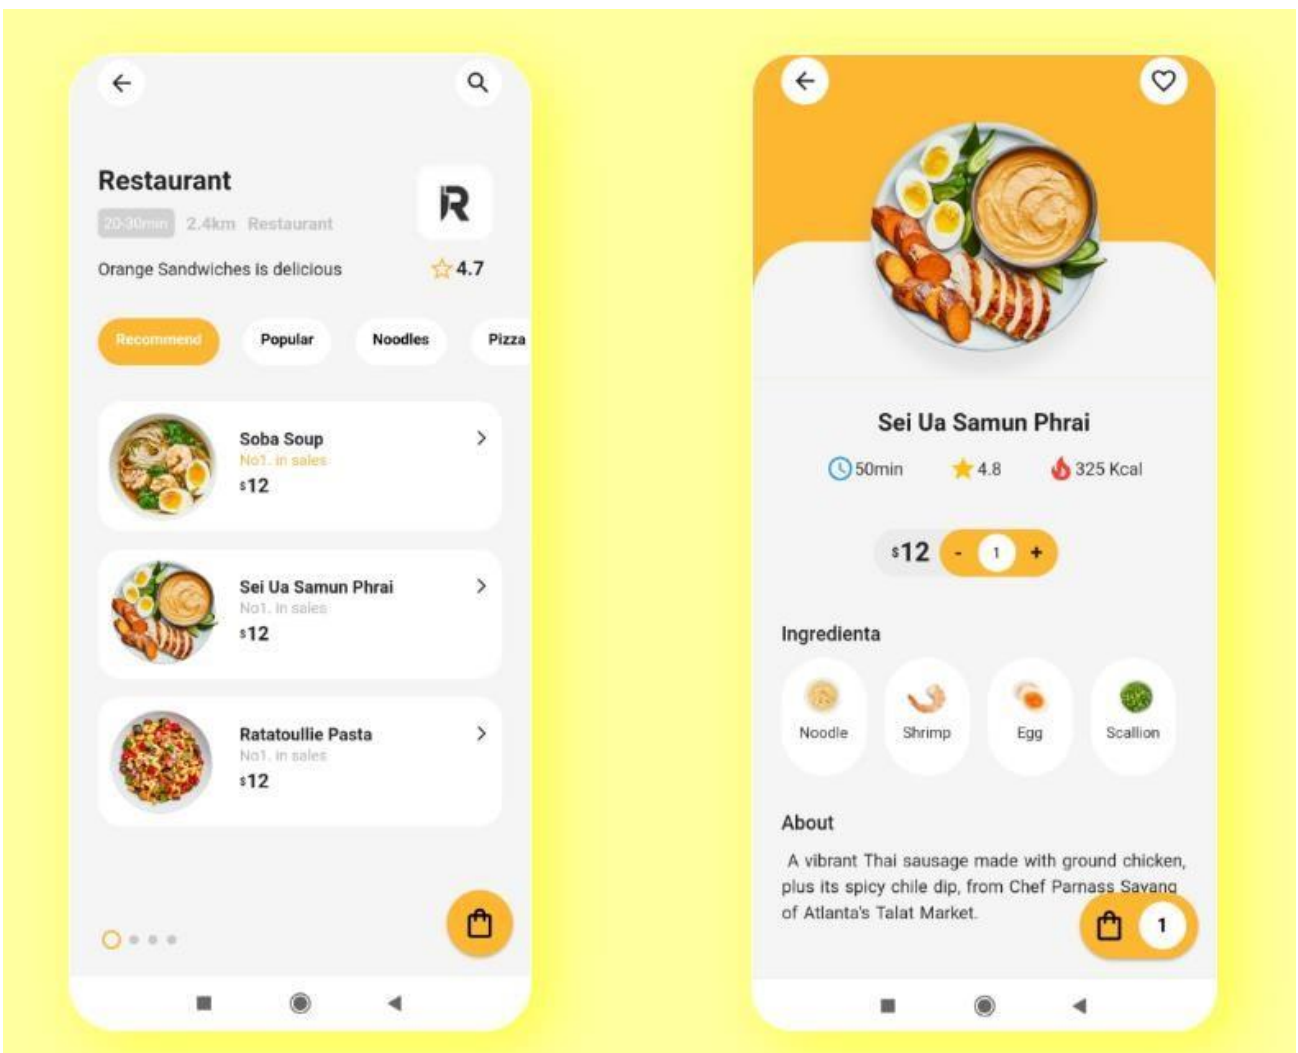 Restaurant
R
20-30min 2.4km Restaurant
Orange Sandwiches is delicious
4.7
Recommend Popular Noodles Pizza
Soba Soup
No1. in sales
$12
Sei Ua Samun Phrai
No1. in sales
$12
Ratatoullie Pasta
No1. in sales
$12
Sei Ua Samun Phrai
50min 4.8 325 Kcal
$12 - 1 +
Ingredienta
Noodle Shrimp Egg Scallion
About
A vibrant Thai sausage made with ground chicken,
plus its spicy chile dip, from Chef Parnass Savang
of Atlanta's Talat Market.
1